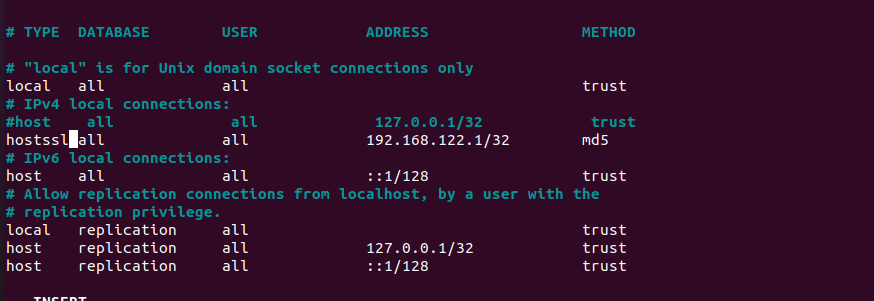 # TYPE  DATABASE        USER            ADDRESS                 METHOD
# "local" is for Unix domain socket connections only
local   all             all                                     trust
# IPv4 local connections:
#host    all             all             127.0.0.1/32            trust
hostssl all             all             192.168.122.1/32        md5
# IPv6 local connections:
host    all             all             ::1/128                 trust
# Allow replication connections from localhost, by a user with the
# replication privilege.
local   replication     all                                     trust
host    replication     all             127.0.0.1/32            trust
host    replication     all             ::1/128                 trust
INSERT